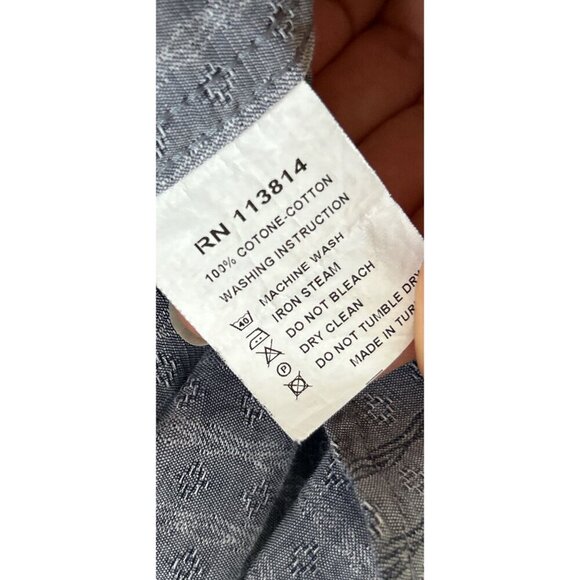 RN 113814
100% COTONE-COTTON
WASHING INSTRUCTION
40 MACHINE WASH
IRON STEAM
DO NOT BLEACH
P DRY CLEAN
DO NOT TUMBLE DRY
MADE IN